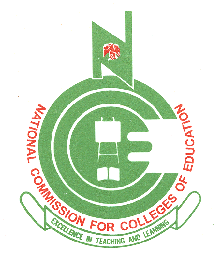 N
NATIONAL COMMISSION FOR COLLEGES OF EDUCATION
EXCELLENCE IN TEACHING AND LEARNING